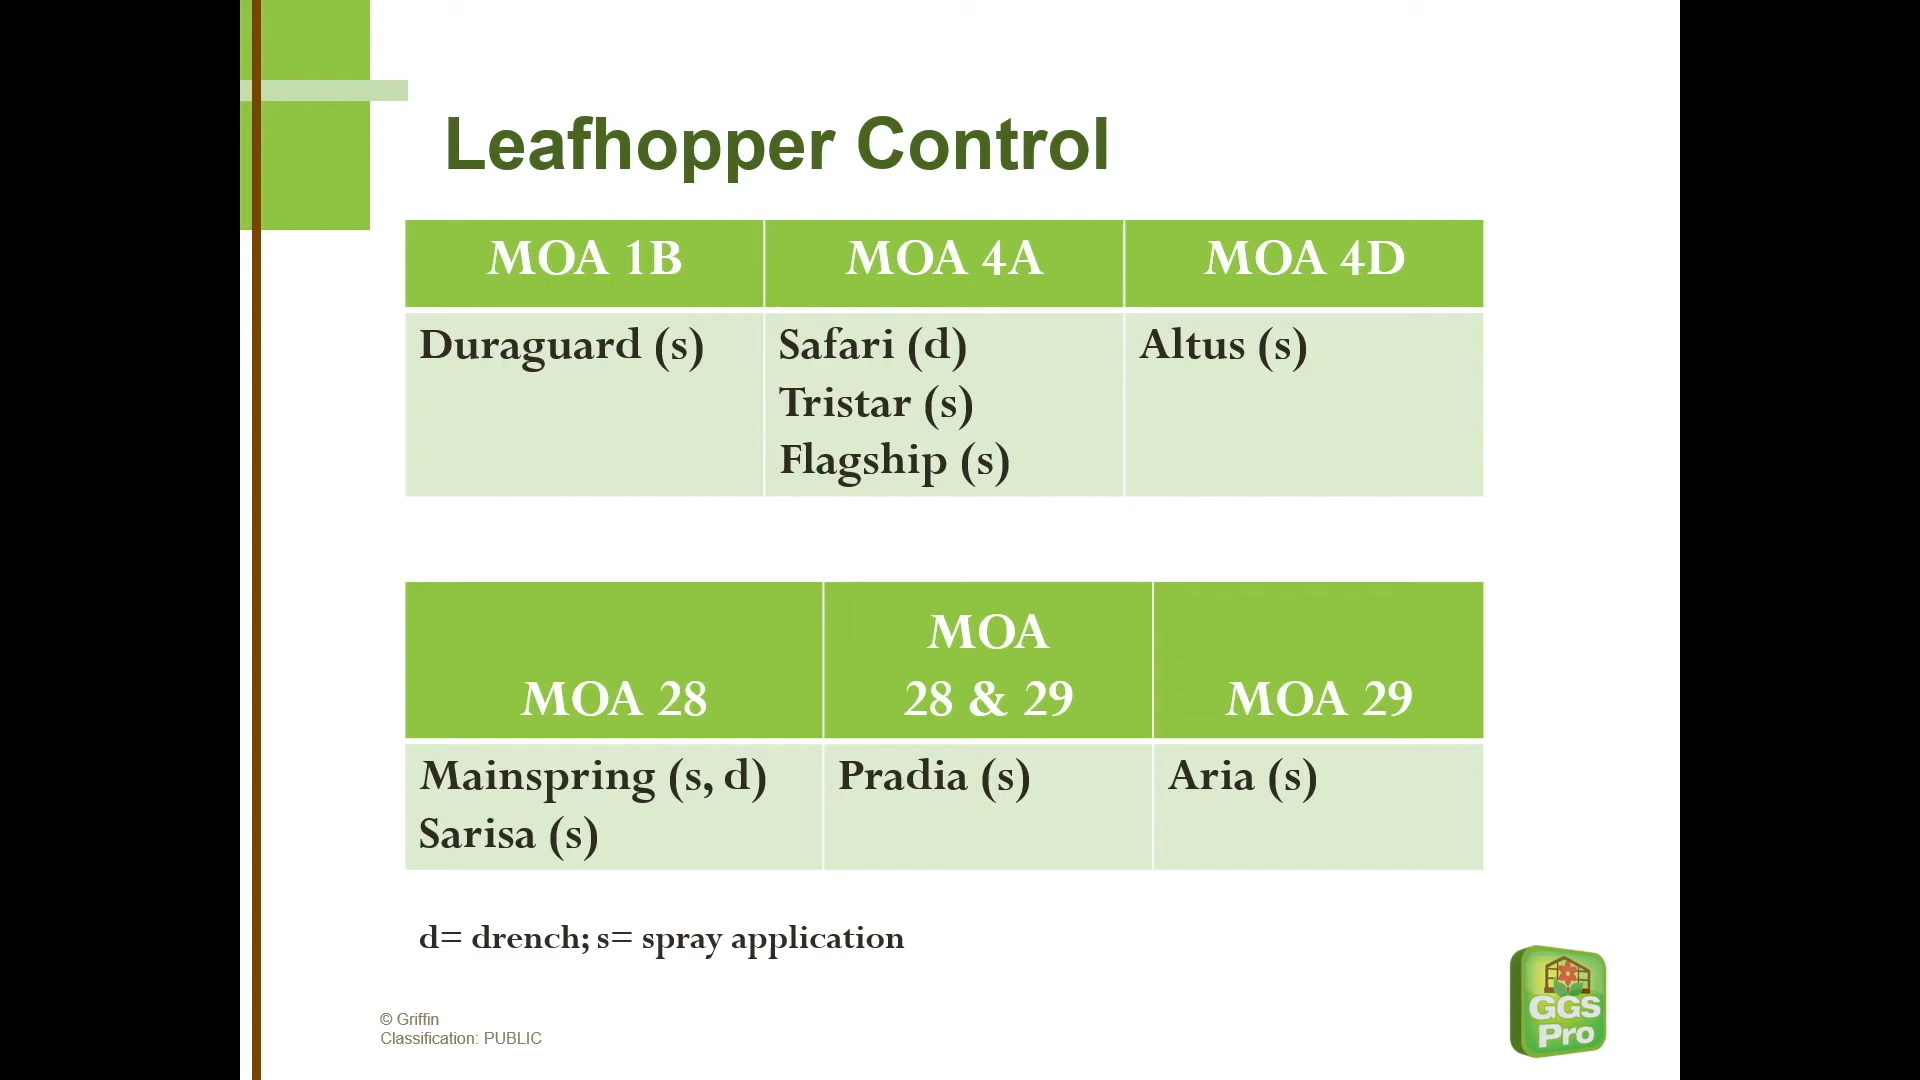 Leafhopper Control
MOA 1B
MOA 4A
MOA 4D
Duraguard (s)
Safari (d)
Tristar (s)
Flagship (s)
Altus (s)
MOA 28
MOA
28 & 29
MOA 29
Mainspring (s, d)
Sarisa (s)
Pradia (s)
Aria (s)
d= drench; s= spray application
© Griffin
Classification: PUBLIC
GGS
Pro